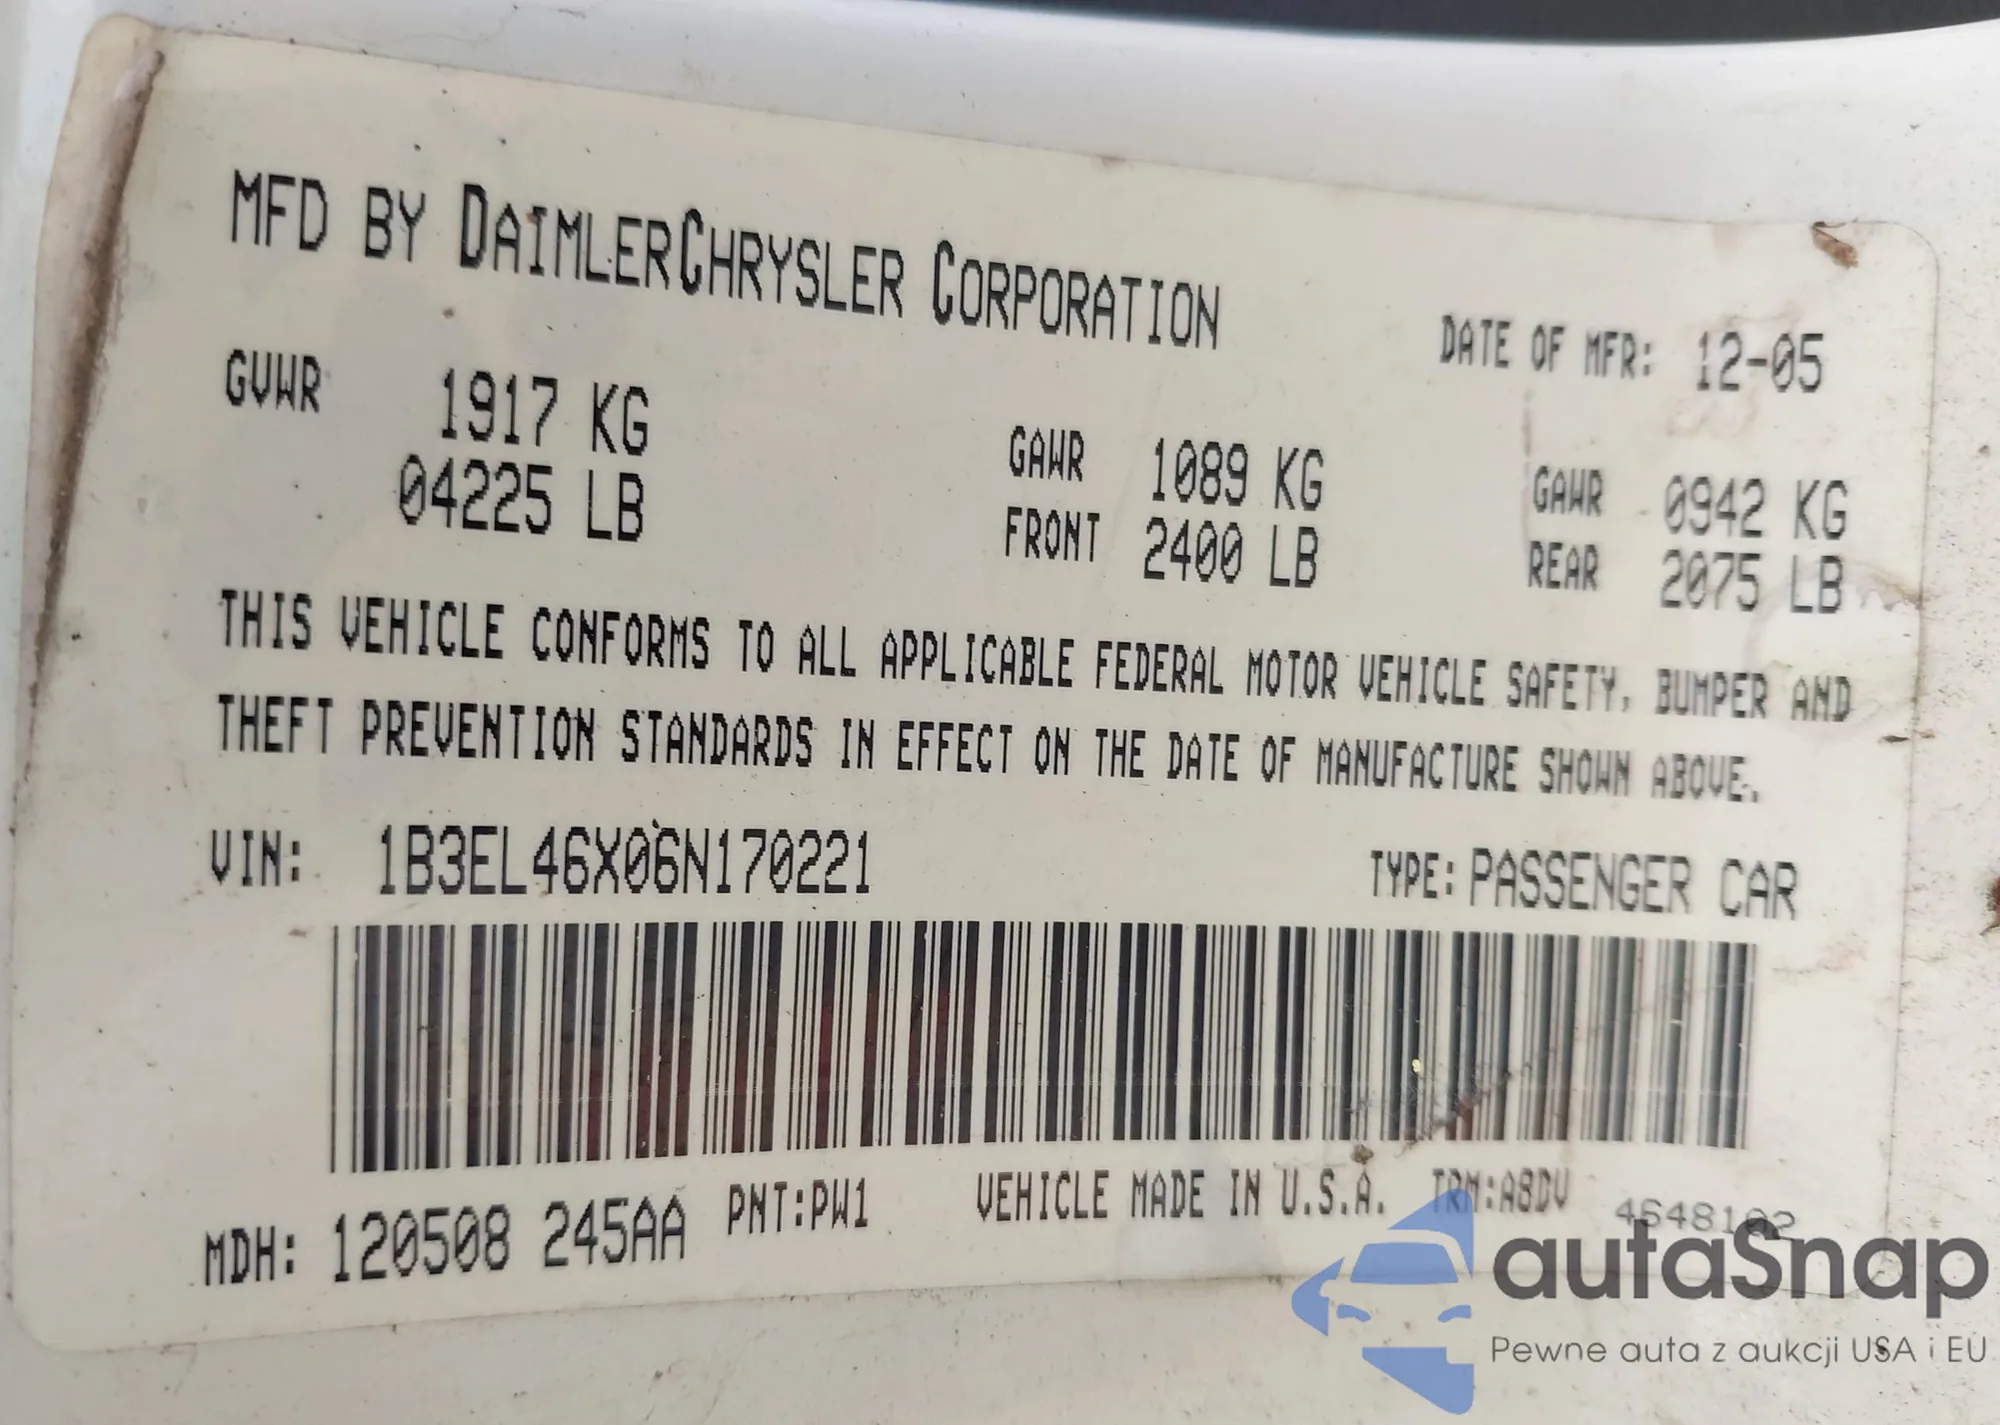 MFD BY DAIMLERCHRYSLER CORPORATION
DATE OF MFR: 12-05
GVWR 1917 KG
04225 LB
GAWR FRONT 1089 KG
2400 LB
GAWR REAR 0942 KG
2075 LB
THIS VEHICLE CONFORMS TO ALL APPLICABLE FEDERAL MOTOR VEHICLE SAFETY, BUMPER AND
THEFT PREVENTION STANDARDS IN EFFECT ON THE DATE OF MANUFACTURE SHOWN ABOVE.
VIN: 1B3EL46X06N170221
TYPE: PASSENGER CAR
MDH: 120508 245AA PNT:PW1 VEHICLE MADE IN U.S.A. TRM:A8DV
4648102
autaSnap
Pewne auta z aukcji USA i EU